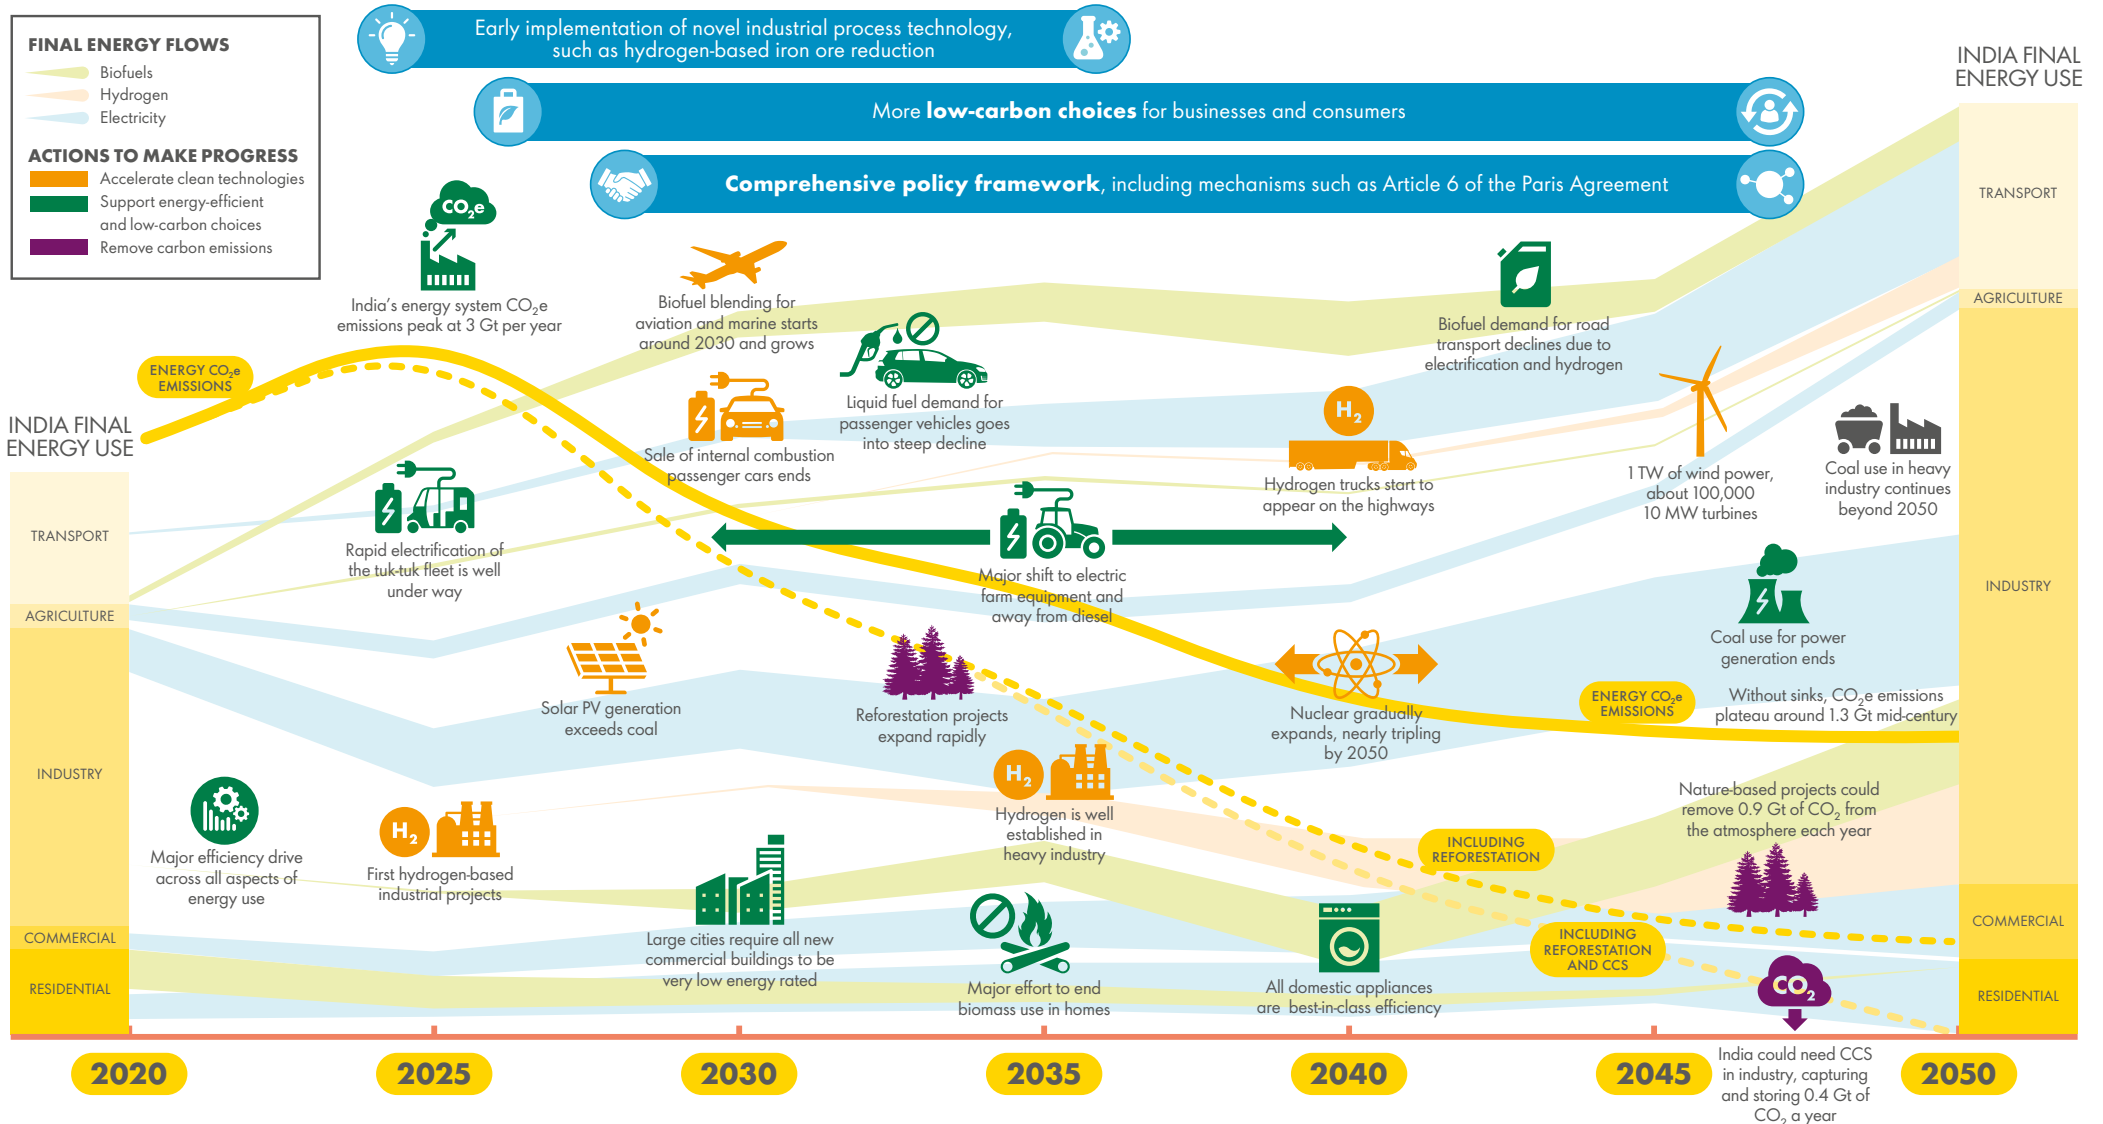 FINAL ENERGY FLOWS
Biofuels
Hydrogen
Electricity
ACTIONS TO MAKE PROGRESS
Accelerate clean technologies
Support energy-efficient
and low-carbon choices
Remove carbon emissions
Early implementation of novel industrial process technology,
such as hydrogen-based iron ore reduction
More low-carbon choices for businesses and consumers
Comprehensive policy framework, including mechanisms such as Article 6 of the Paris Agreement
INDIA FINAL
ENERGY USE
TRANSPORT
AGRICULTURE
INDUSTRY
COMMERCIAL
RESIDENTIAL
ENERGY CO₂e
EMISSIONS
CO₂e
India's energy system CO₂e
emissions peak at 3 Gt per year
Rapid electrification of
the tuk-tuk fleet is well
under way
Major efficiency drive
across all aspects of
energy use
H₂
First hydrogen-based
industrial projects
Biofuel blending for
aviation and marine starts
around 2030 and grows
Sale of internal combustion
passenger cars ends
Solar PV generation
exceeds coal
Large cities require all new
commercial buildings to be
very low energy rated
Liquid fuel demand for
passenger vehicles goes
into steep decline
Major shift to electric
farm equipment and
away from diesel
Reforestation projects
expand rapidly
H₂
Hydrogen is well
established in
heavy industry
Major effort to end
biomass use in homes
H₂
Hydrogen trucks start to
appear on the highways
Nuclear gradually
expands, nearly tripling
by 2050
All domestic appliances
are best-in-class efficiency
Biofuel demand for road
transport declines due to
electrification and hydrogen
1 TW of wind power,
about 100,000
10 MW turbines
Coal use in heavy
industry continues
beyond 2050
Coal use for power
generation ends
ENERGY CO₂e
EMISSIONS
Without sinks, CO₂e emissions
plateau around 1.3 Gt mid-century
Nature-based projects could
remove 0.9 Gt of CO₂ from
the atmosphere each year
INCLUDING
REFORESTATION
INCLUDING
REFORESTATION
AND CCS
CO₂
India could need CCS
in industry, capturing
and storing 0.4 Gt of
CO₂ a year
INDIA FINAL
ENERGY USE
TRANSPORT
AGRICULTURE
INDUSTRY
COMMERCIAL
RESIDENTIAL
2020
2025
2030
2035
2040
2045
2050